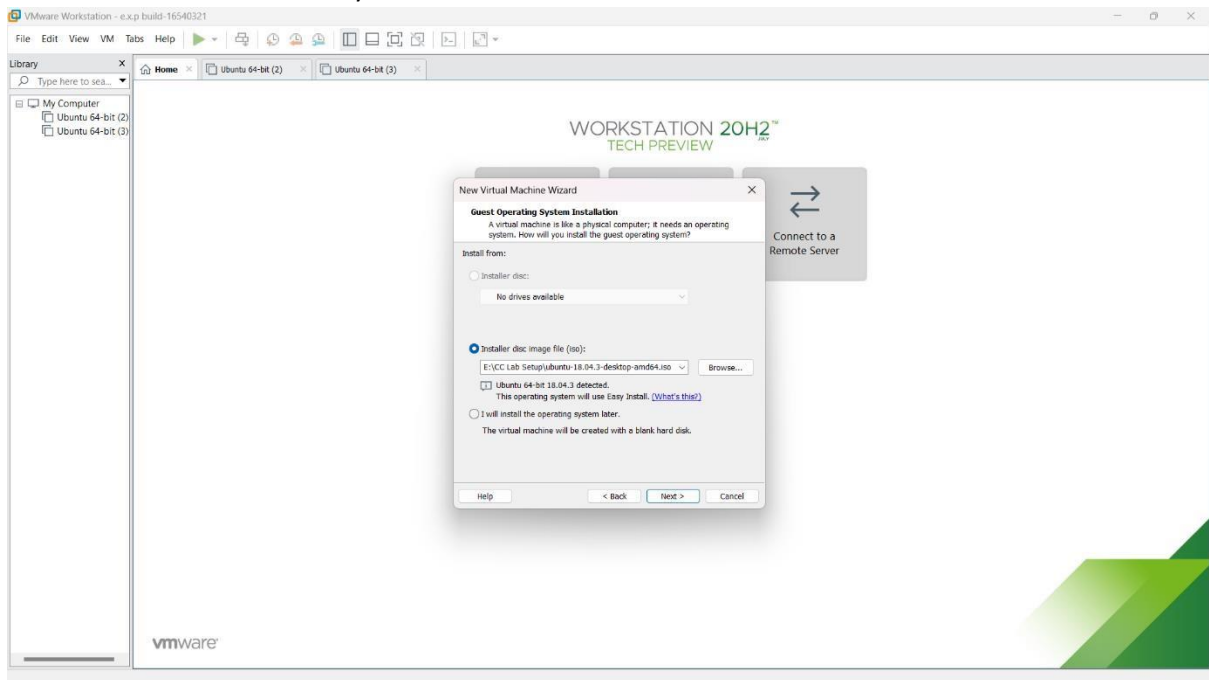 VMware Workstation - e.x.p build-16540321
File Edit View VM Tabs Help
Library X
Type here to sea...
My Computer
Ubuntu 64-bit (2)
Ubuntu 64-bit (3)
Home × Ubuntu 64-bit (2) × Ubuntu 64-bit (3) ×
WORKSTATION 20H2™
JULY
TECH PREVIEW
Connect to a
Remote Server
New Virtual Machine Wizard
Guest Operating System Installation
A virtual machine is like a physical computer; it needs an operating
system. How will you install the guest operating system?
Install from:
Installer disc:
No drives available
Installer disc image file (iso):
E:\CC Lab Setup\ubuntu-18.04.3-desktop-amd64.iso Browse...
Ubuntu 64-bit 18.04.3 detected.
This operating system will use Easy Install. (What's this?)
I will install the operating system later.
The virtual machine will be created with a blank hard disk.
Help < Back Next > Cancel
vmware